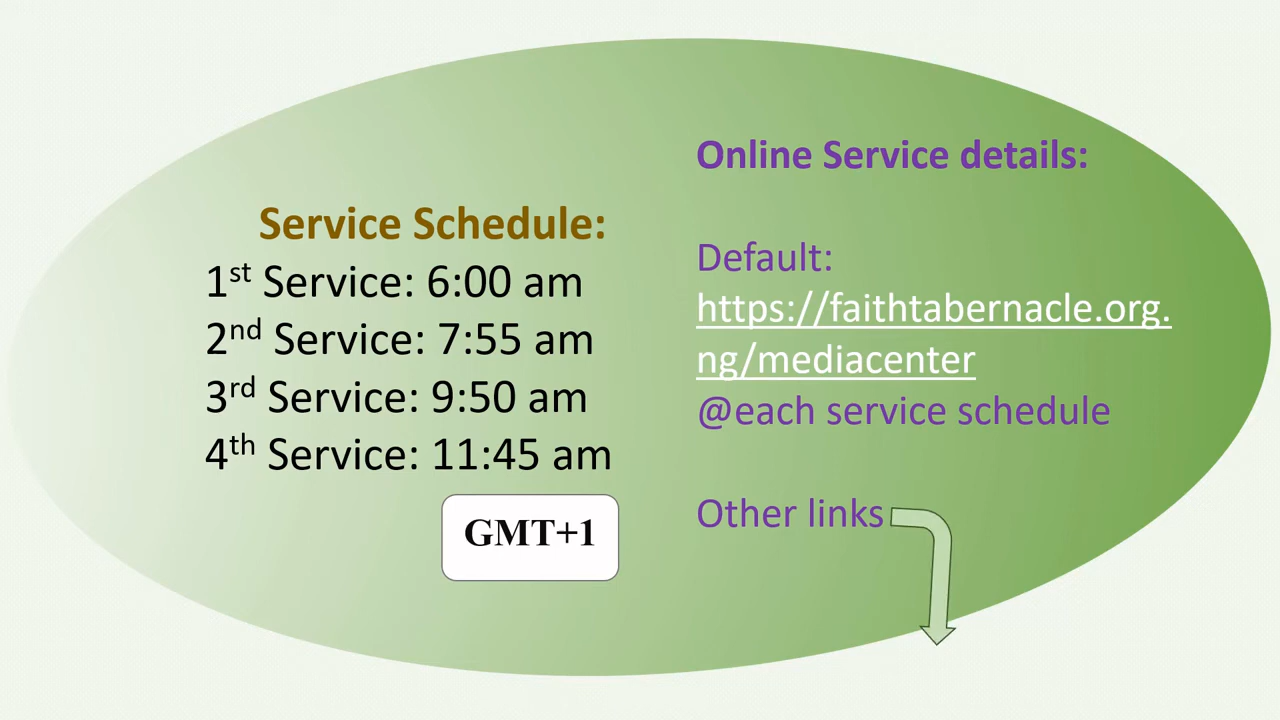 Service Schedule:
1st Service: 6:00 am
2nd Service: 7:55 am
3rd Service: 9:50 am
4th Service: 11:45 am
GMT+1
Online Service details:
Default:
https://faithtabernacle.org.
ng/mediacenter
@each service schedule
Other links